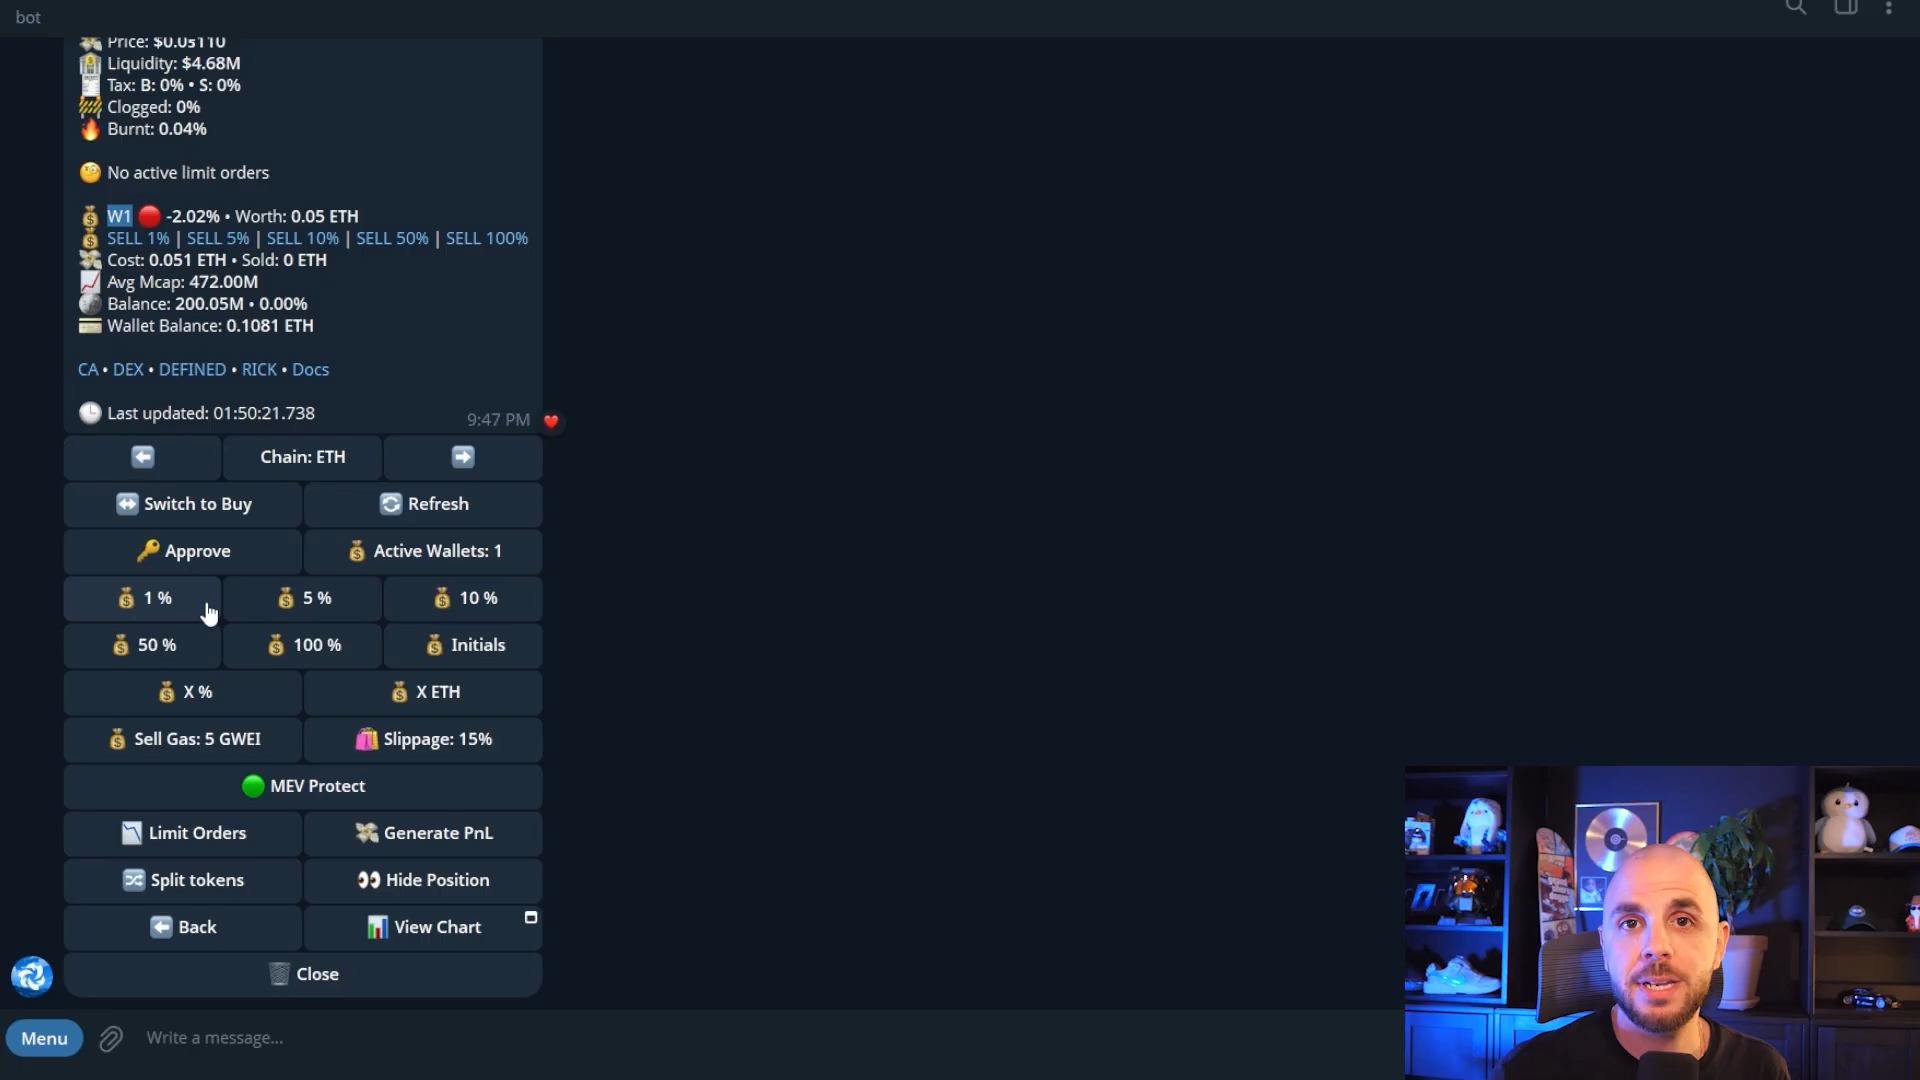 bot
Price: $0.0₅110
Liquidity: $4.68M
Tax: B: 0% • S: 0%
Clogged: 0%
Burnt: 0.04%
No active limit orders
W1 -2.02% • Worth: 0.05 ETH
SELL 1% | SELL 5% | SELL 10% | SELL 50% | SELL 100%
Cost: 0.051 ETH • Sold: 0 ETH
Avg Mcap: 472.00M
Balance: 200.05M • 0.00%
Wallet Balance: 0.1081 ETH
CA • DEX • DEFINED • RICK • Docs
Last updated: 01:50:21.738
9:47 PM
Chain: ETH
Switch to Buy
Refresh
Approve
Active Wallets: 1
1 %
5 %
10 %
50 %
100 %
Initials
X %
X ETH
Sell Gas: 5 GWEI
Slippage: 15%
MEV Protect
Limit Orders
Generate PnL
Split tokens
Hide Position
Back
View Chart
Close
Menu
Write a message...